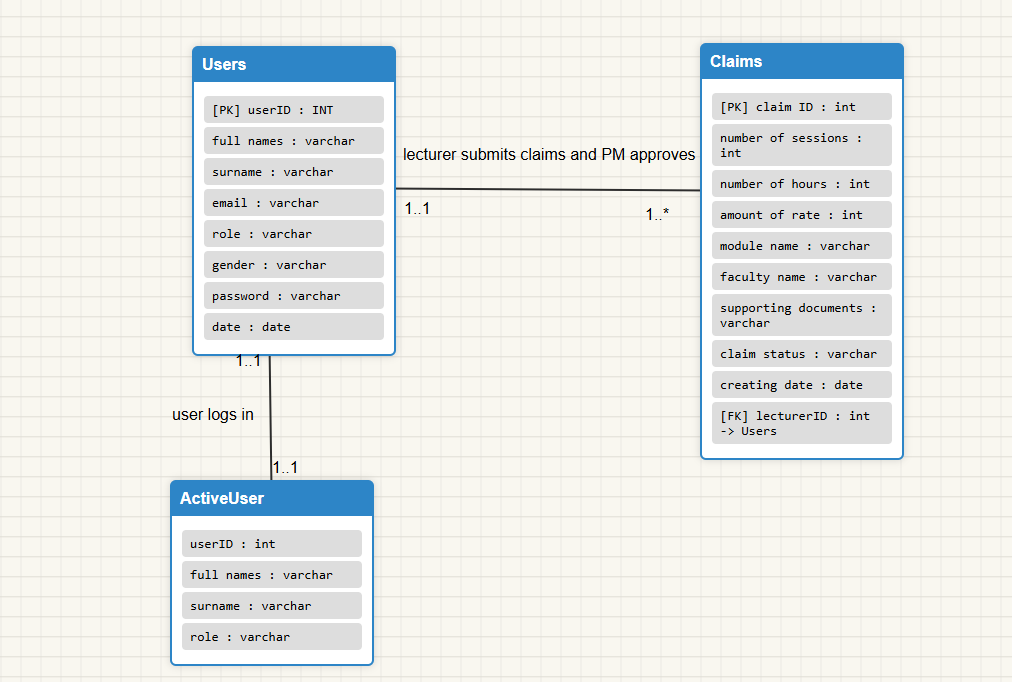 Users
[PK] userID : INT
full names : varchar
surname : varchar
email : varchar
role : varchar
gender : varchar
password : varchar
date : date
lecturer submits claims and PM approves
1..1
1..*
Claims
[PK] claim ID : int
number of sessions :
int
number of hours : int
amount of rate : int
module name : varchar
faculty name : varchar
supporting documents :
varchar
claim status : varchar
creating date : date
[FK] lecturerID : int
-> Users
1..1
user logs in
1..1
ActiveUser
userID : int
full names : varchar
surname : varchar
role : varchar